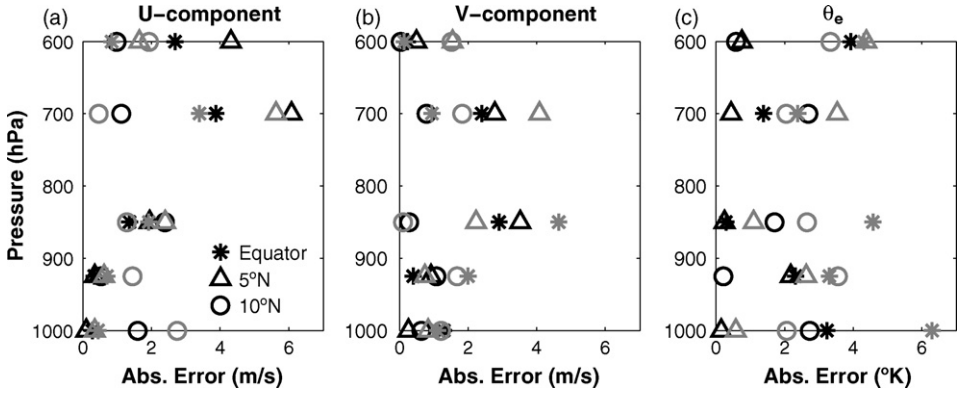 (a) U−component
(b) V−component
(c) θe
600
700
800
900
1000
Pressure (hPa)
Equator
5ºN
10ºN
0 2 4 6
Abs. Error (m/s)
600
700
800
900
1000
0 2 4 6
Abs. Error (m/s)
600
700
800
900
1000
0 2 4 6
Abs. Error (ºK)